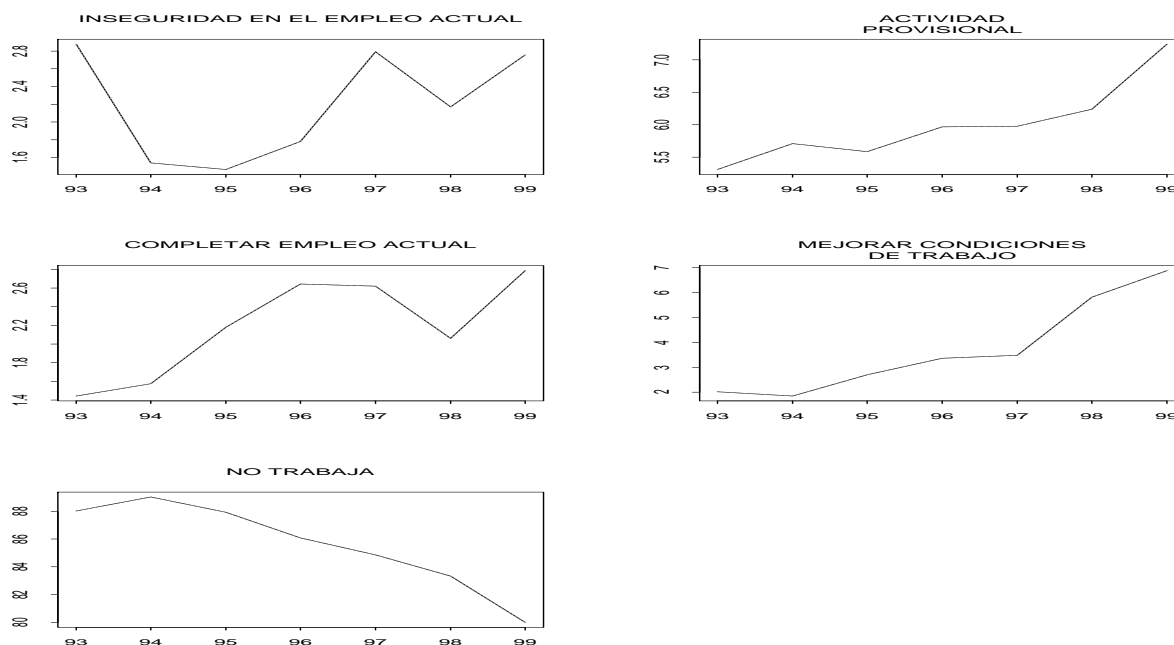 INSEGURIDAD EN EL EMPLEO ACTUAL
2.8
2.4
2.0
1.6
93 94 95 96 97 98 99
ACTIVIDAD
PROVISIONAL
7.0
6.5
6.0
5.5
93 94 95 96 97 98 99
COMPLETAR EMPLEO ACTUAL
2.6
2.2
1.8
1.4
93 94 95 96 97 98 99
MEJORAR CONDICIONES
DE TRABAJO
7
6
5
4
3
2
93 94 95 96 97 98 99
NO TRABAJA
88
86
84
82
80
93 94 95 96 97 98 99